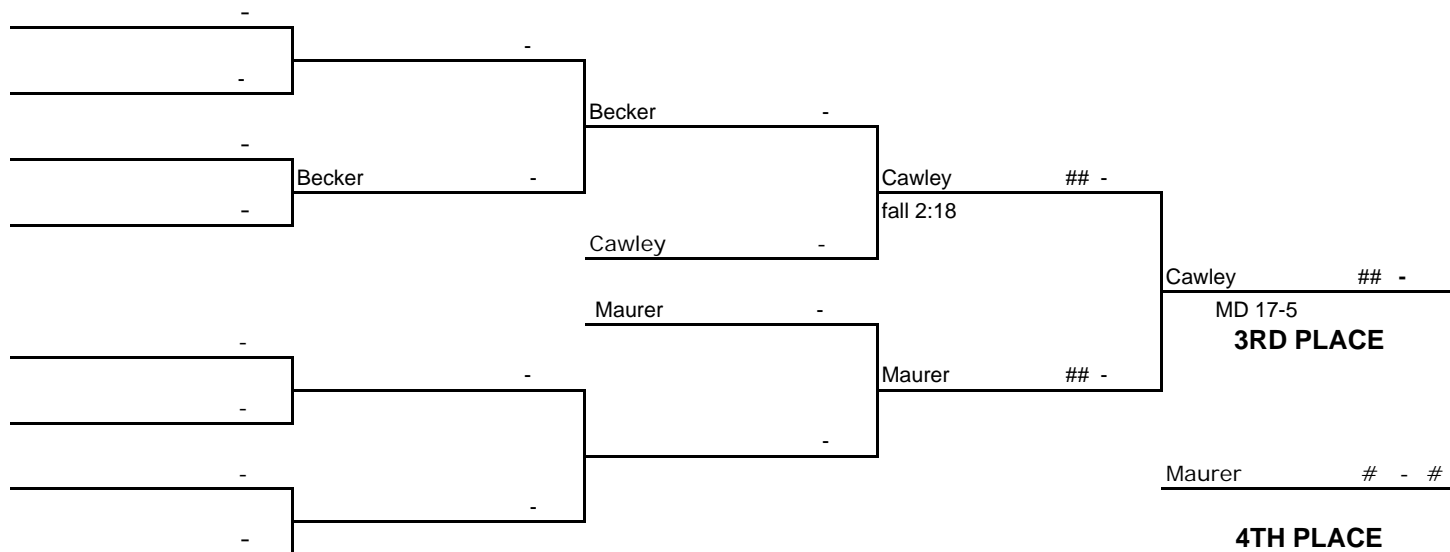 -
-
-
Becker -
-
Becker -
Cawley ## -
-
fall 2:18
Cawley -
Cawley ## -
Maurer -
MD 17-5
3RD PLACE
-
-
Maurer ## -
-
-
-
Maurer # - #
-
4TH PLACE
-